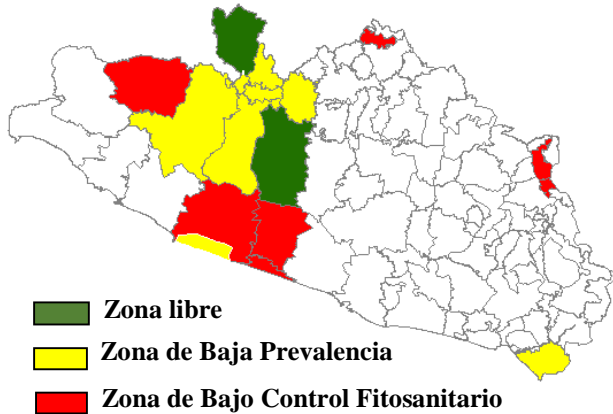 Zona libre
Zona de Baja Prevalencia
Zona de Bajo Control Fitosanitario